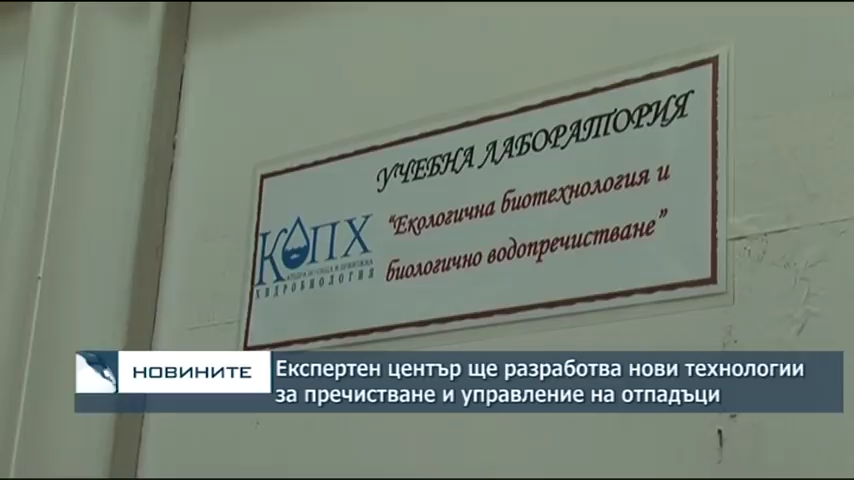 УЧЕБНА ЛАБОРАТОРИЯ
"Екологична биотехнология и
биологично водопречистване"
КОПХ
ХИДРОБИОЛОГИЯ
НОВИНИТЕ
Експертен център ще разработва нови технологии
за пречистване и управление на отпадъци